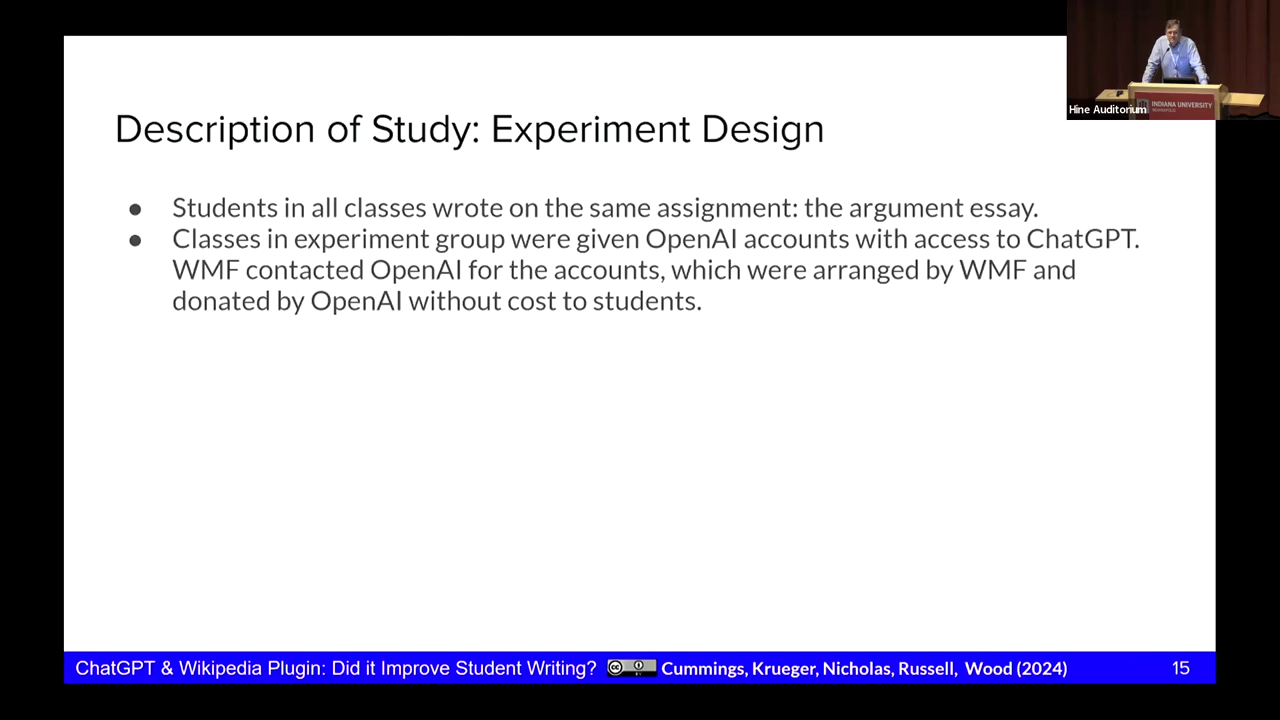 Hine Auditorium
INDIANA UNIVERSITY
Description of Study: Experiment Design
● Students in all classes wrote on the same assignment: the argument essay.
● Classes in experiment group were given OpenAI accounts with access to ChatGPT.
WMF contacted OpenAI for the accounts, which were arranged by WMF and
donated by OpenAI without cost to students.
ChatGPT & Wikipedia Plugin: Did it Improve Student Writing? Cummings, Krueger, Nicholas, Russell, Wood (2024) 15